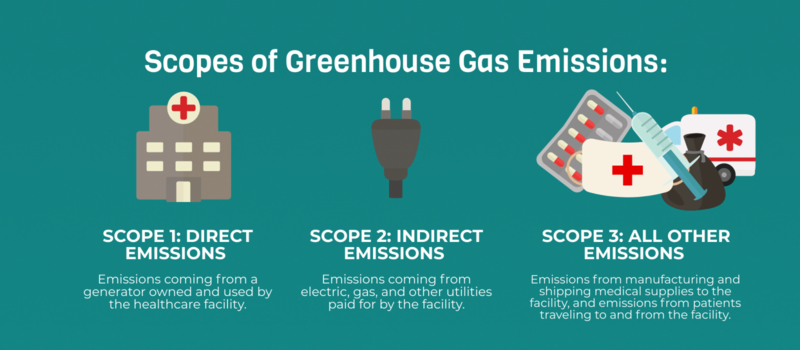 Scopes of Greenhouse Gas Emissions:
SCOPE 1: DIRECT
EMISSIONS
Emissions coming from a
generator owned and used by
the healthcare facility.
SCOPE 2: INDIRECT
EMISSIONS
Emissions coming from
electric, gas, and other utilities
paid for by the facility.
SCOPE 3: ALL OTHER
EMISSIONS
Emissions from manufacturing and
shipping medical supplies to the
facility, and emissions from patients
traveling to and from the facility.